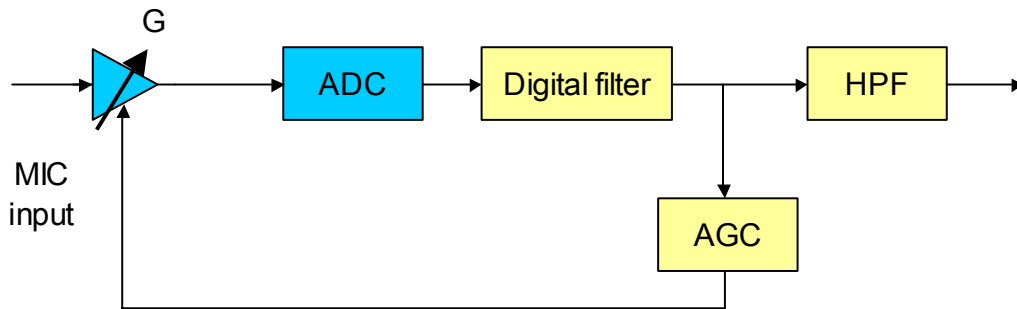 G
ADC
Digital filter
HPF
MIC
input
AGC